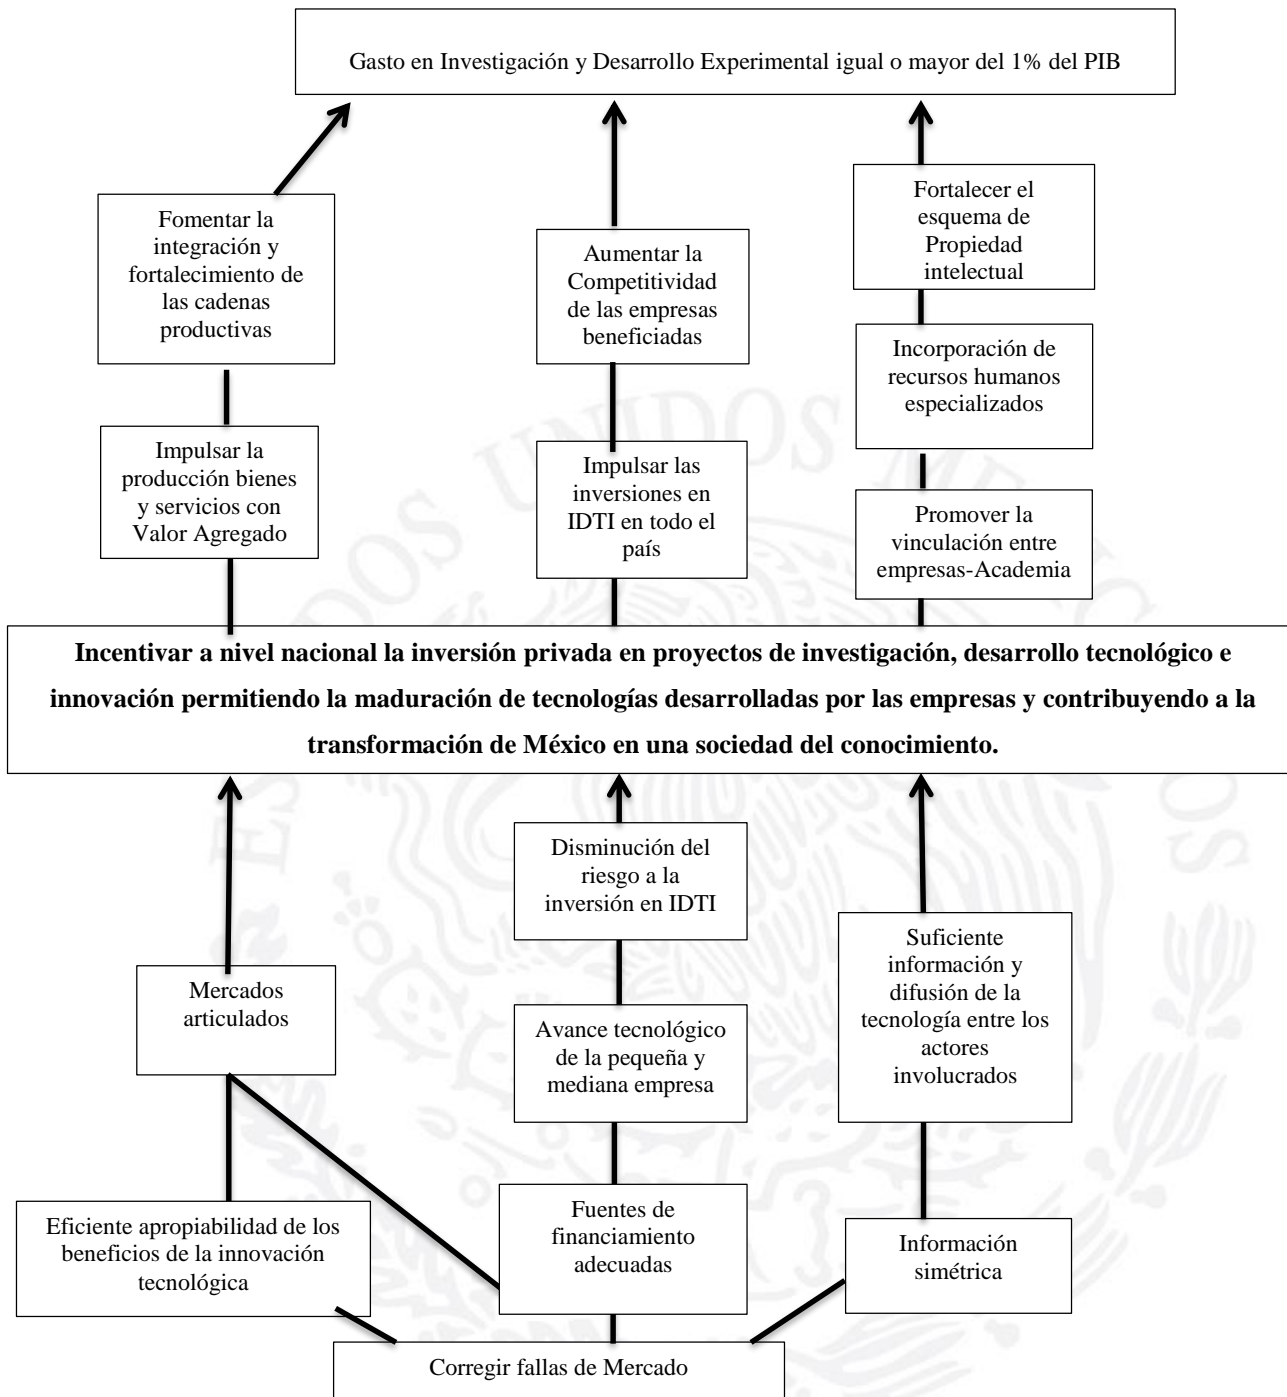 Gasto en Investigación y Desarrollo Experimental igual o mayor del 1% del PIB
Fomentar la
integración y
fortalecimiento de
las cadenas
productivas
Aumentar la
Competitividad
de las empresas
beneficiadas
Fortalecer el
esquema de
Propiedad
intelectual
Incorporación de
recursos humanos
especializados
Impulsar la
producción bienes
y servicios con
Valor Agregado
Impulsar las
inversiones en
IDTI en todo el
país
Promover la
vinculación entre
empresas-Academia
Incentivar a nivel nacional la inversión privada en proyectos de investigación, desarrollo tecnológico e
innovación permitiendo la maduración de tecnologías desarrolladas por las empresas y contribuyendo a la
transformación de México en una sociedad del conocimiento.
Disminución del
riesgo a la
inversión en IDTI
Mercados
articulados
Avance tecnológico
de la pequeña y
mediana empresa
Suficiente
información y
difusión de la
tecnología entre los
actores
involucrados
Eficiente apropiabilidad de los
beneficios de la innovación
tecnológica
Fuentes de
financiamiento
adecuadas
Información
simétrica
Corregir fallas de Mercado